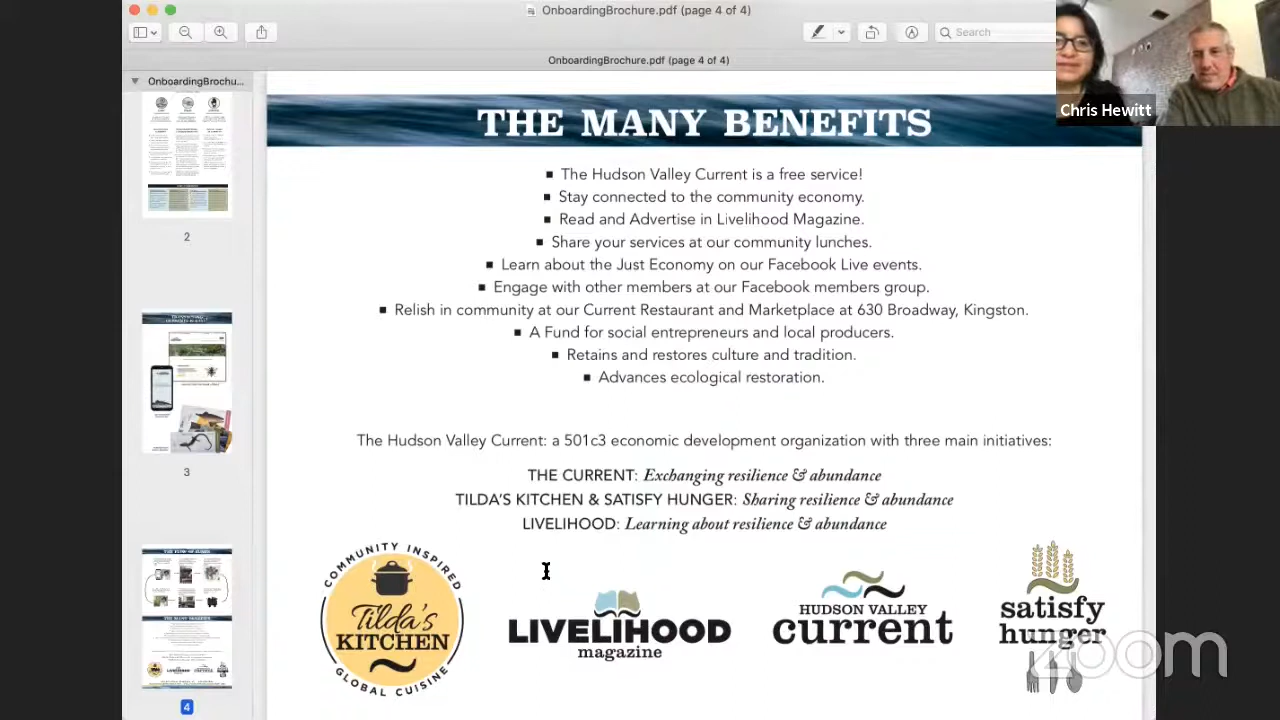 OnboardingBrochure.pdf (page 4 of 4)
Search
OnboardingBrochure.pdf (page 4 of 4)
OnboardingBrochu...
Chris Hewitt
THE MANY BENEFITS
▪ The Hudson Valley Current is a free service!
▪ Stay connected to the community economy.
▪ Read and Advertise in Livelihood Magazine.
▪ Share your services at our community lunches.
▪ Learn about the Just Economy on our Facebook Live events.
▪ Engage with other members at our Facebook members group.
▪ Relish in community at our Current Restaurant and Marketplace at Broadway, Kingston.
▪ A Fund for social entrepreneurs and local products.
▪ Retains and restores culture and tradition.
▪ Advances ecological restoration.
The Hudson Valley Current: a 501c3 economic development organization with three main initiatives:
THE CURRENT: Exchanging resilience & abundance
TILDA'S KITCHEN & SATISFY HUNGER: Sharing resilience & abundance
LIVELIHOOD: Learning about resilience & abundance
COMMUNITY INSPIRED
Tilda's
KITCHEN
GLOBAL CUISINE
LIVELIHOOD
magazine
HUDSON VALLEY
current
satisfy
hunger
zoom
2
3
4